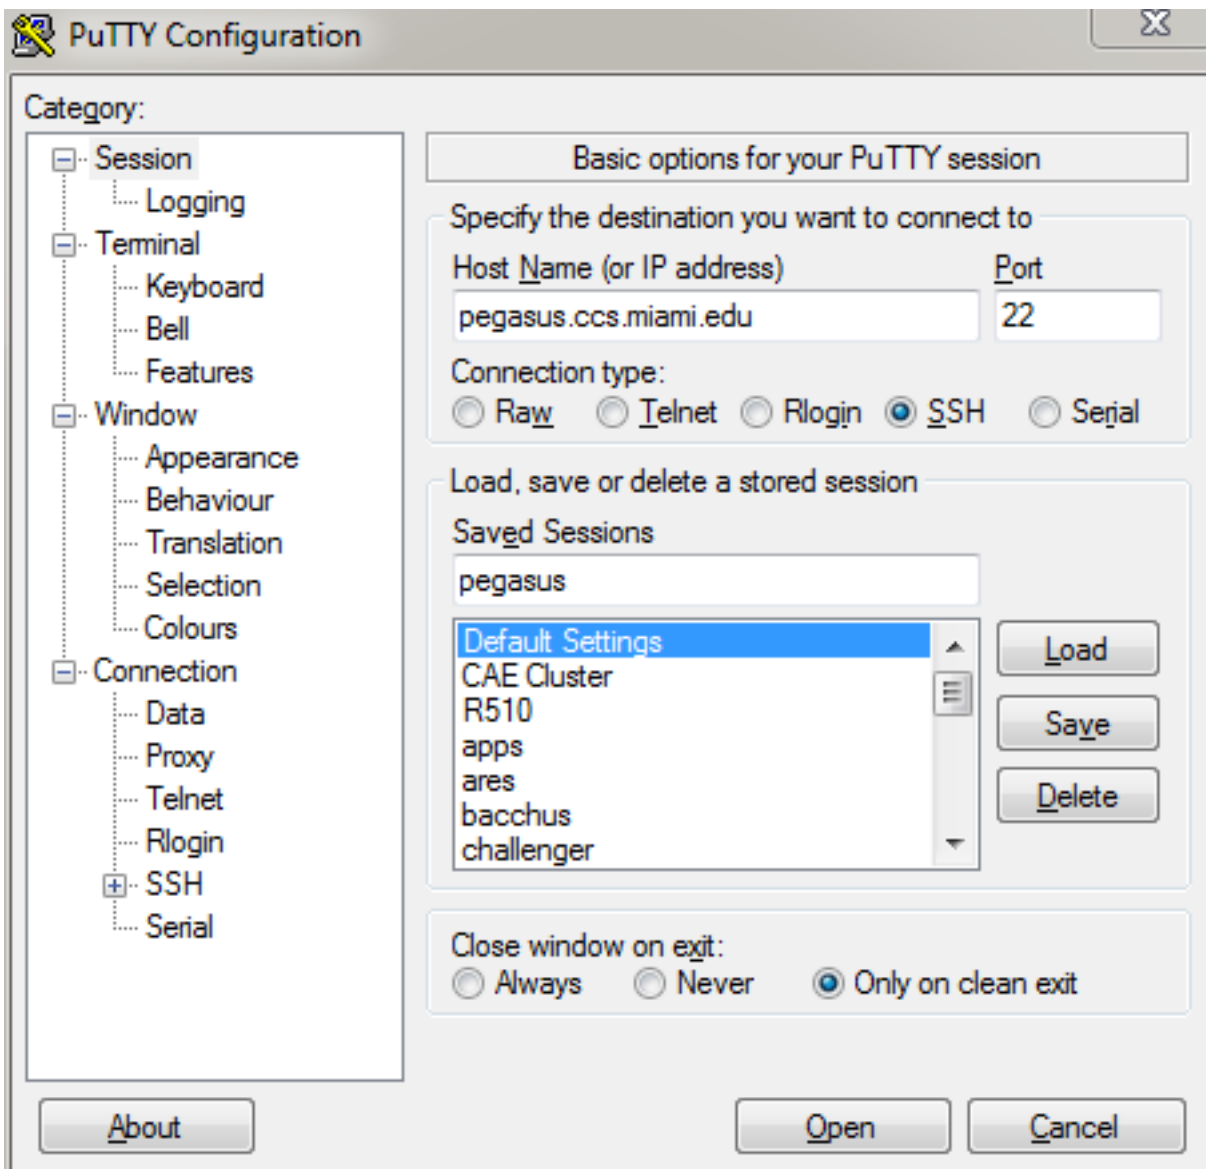 PuTTY Configuration
Category:
Session
Logging
Terminal
Keyboard
Bell
Features
Window
Appearance
Behaviour
Translation
Selection
Colours
Connection
Data
Proxy
Telnet
Rlogin
SSH
Serial
Basic options for your PuTTY session
Specify the destination you want to connect to
Host Name (or IP address) Port
pegasus.ccs.miami.edu 22
Connection type:
Raw Telnet Rlogin SSH Serial
Load, save or delete a stored session
Saved Sessions
pegasus
Default Settings
CAE Cluster
R510
apps
ares
bacchus
challenger
Load
Save
Delete
Close window on exit:
Always Never Only on clean exit
About Open Cancel